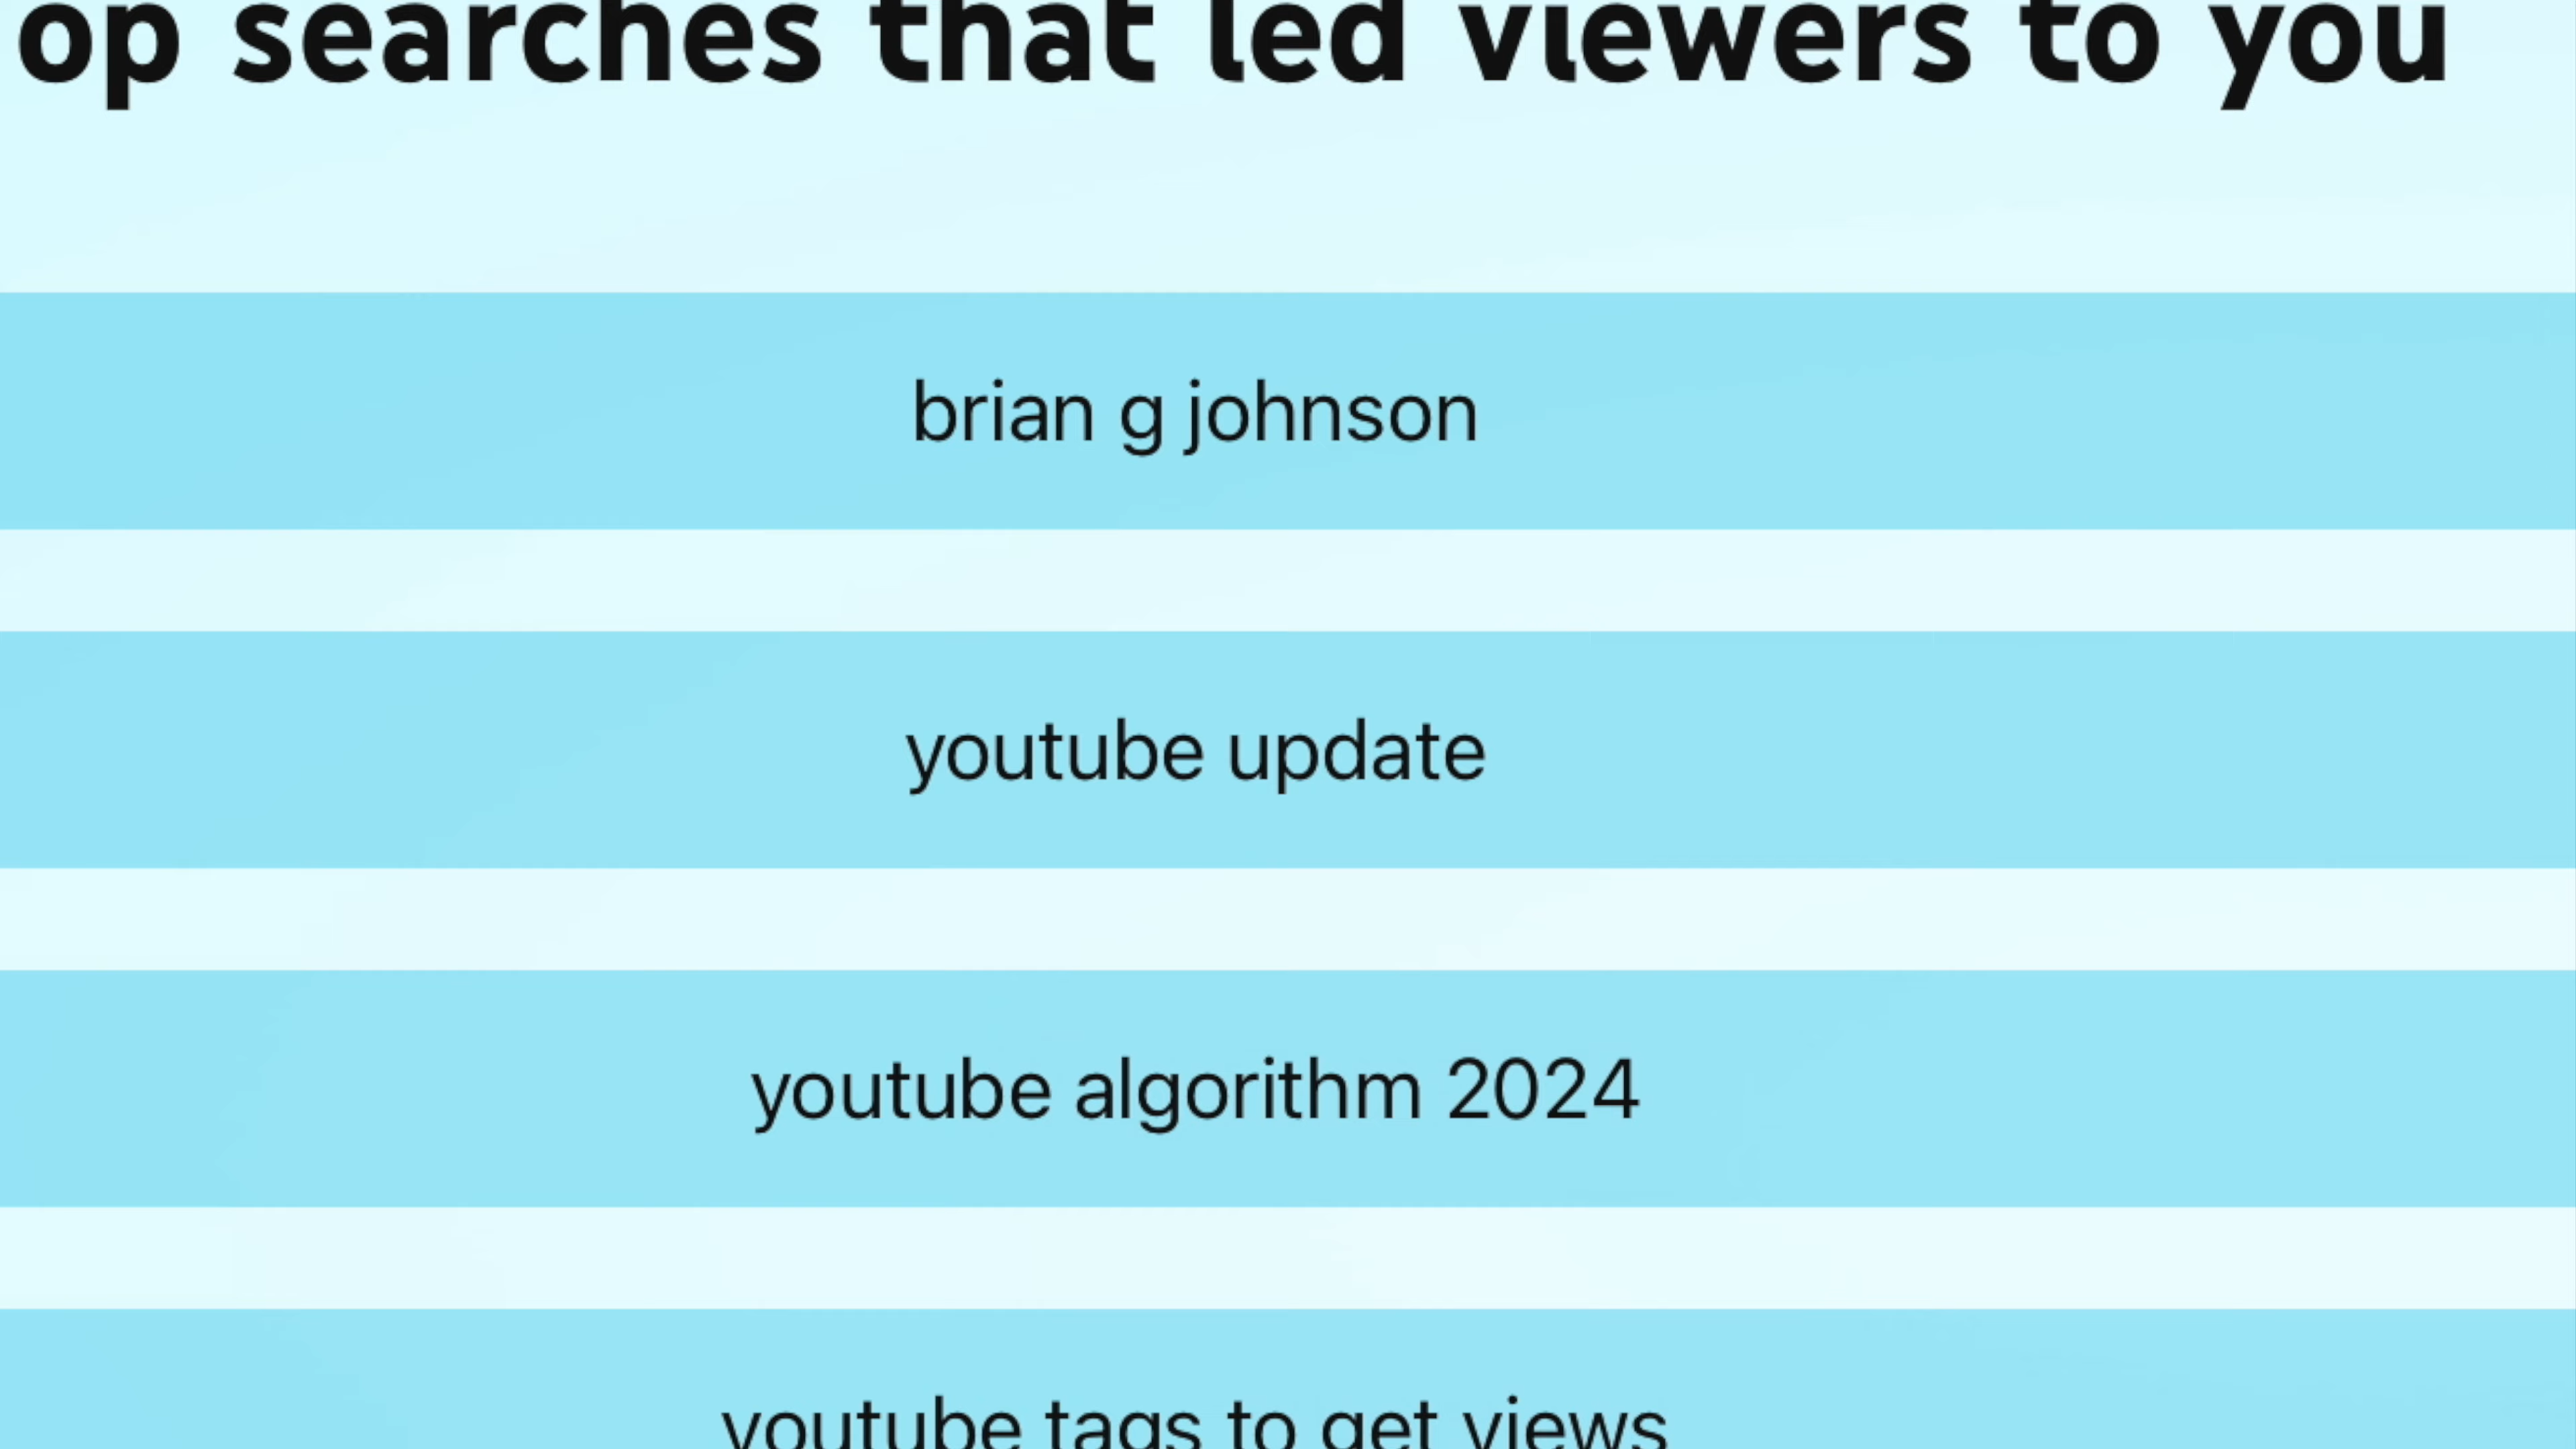 op searches that led viewers to you
brian g johnson
youtube update
youtube algorithm 2024
youtube tags to get views